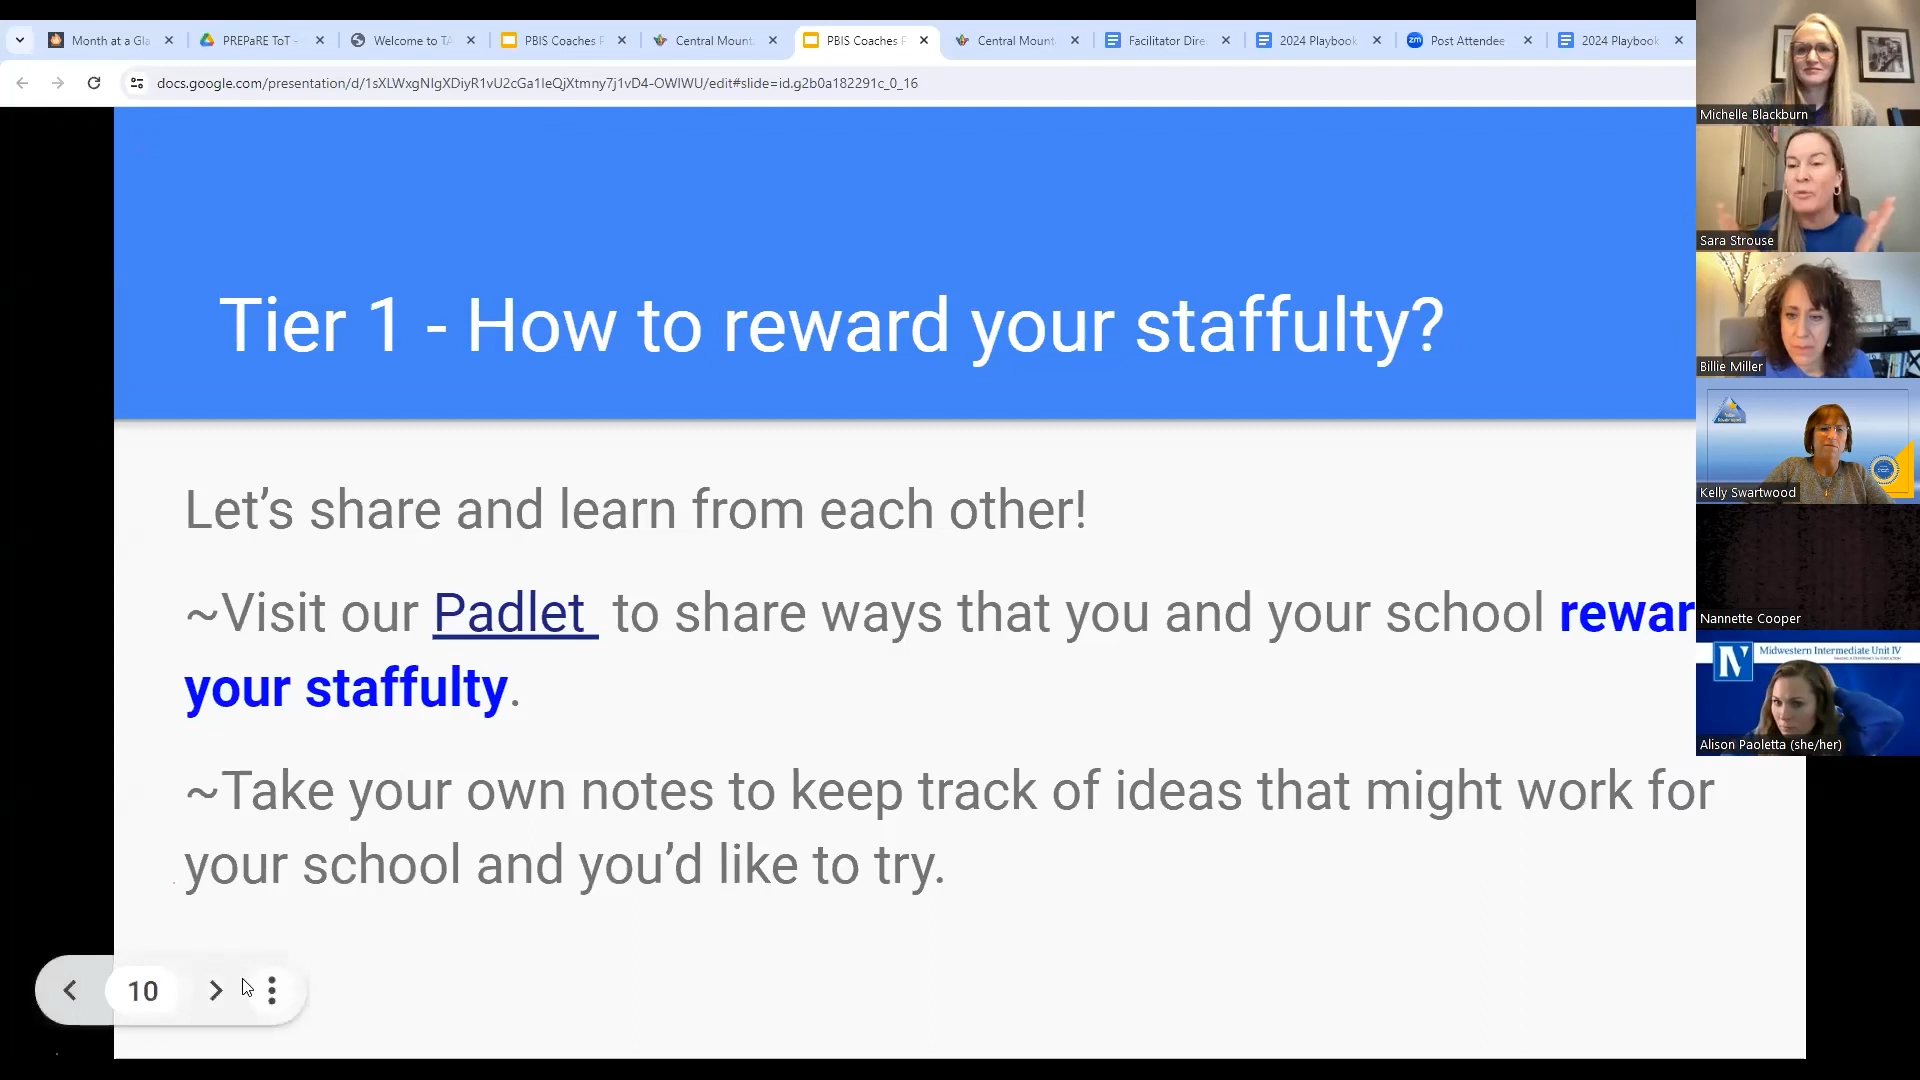 Month at a Gla
PREPaRE ToT -
Welcome to TA
PBIS Coaches F
Central Mount
PBIS Coaches F
Central Mount
Facilitator Dire
2024 Playbook
Post Attendee
2024 Playbook
docs.google.com/presentation/d/1sXLWxgNIgXDiyR1vU2cGa1IeQjXtmny7j1vD4-OWIWU/edit#slide=id.g2b0a182291c_0_16
Tier 1 - How to reward your staffulty?
Let's share and learn from each other!
~Visit our Padlet to share ways that you and your school rewar
your staffulty.
~Take your own notes to keep track of ideas that might work for
your school and you'd like to try.
10
Michelle Blackburn
Sara Strouse
Billie Miller
Kelly Swartwood
Nannette Cooper
Midwestern Intermediate Unit IV
Alison Paoletta (she/her)